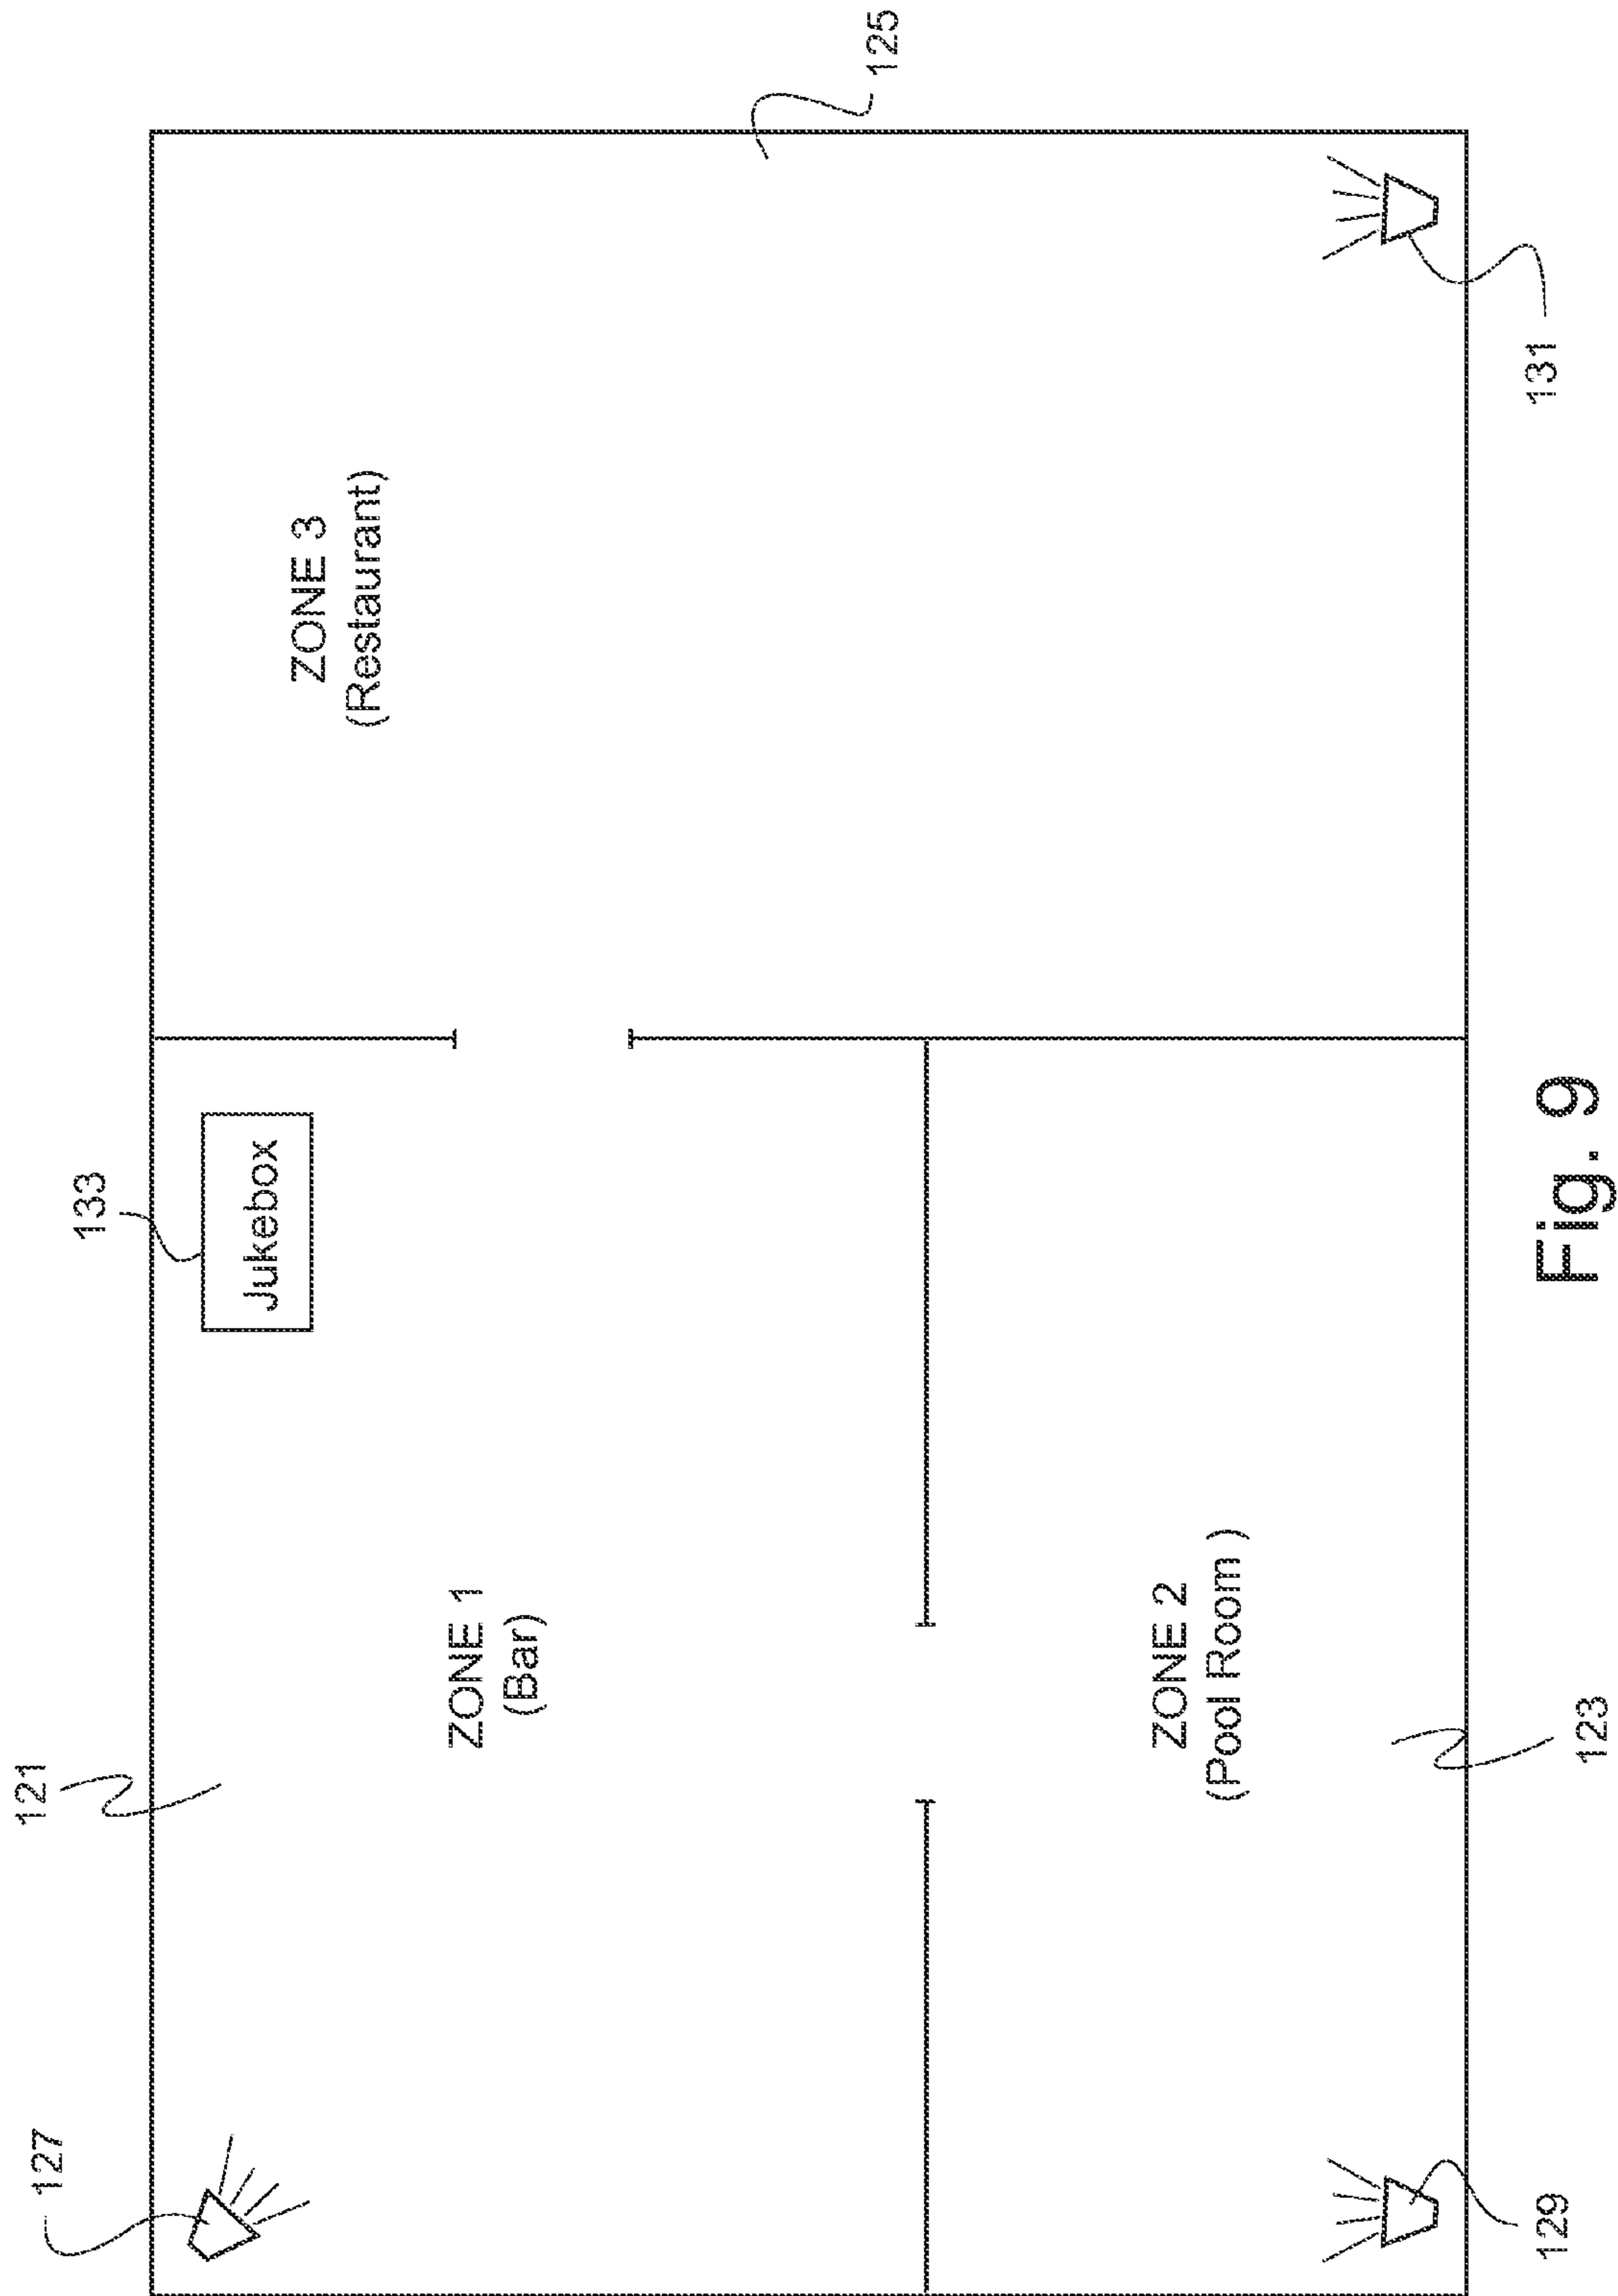 127
121
133
Jukebox
ZONE 1
(Bar)
ZONE 3
(Restaurant)
125
ZONE 2
(Pool Room )
129
123
131
Fig. 9